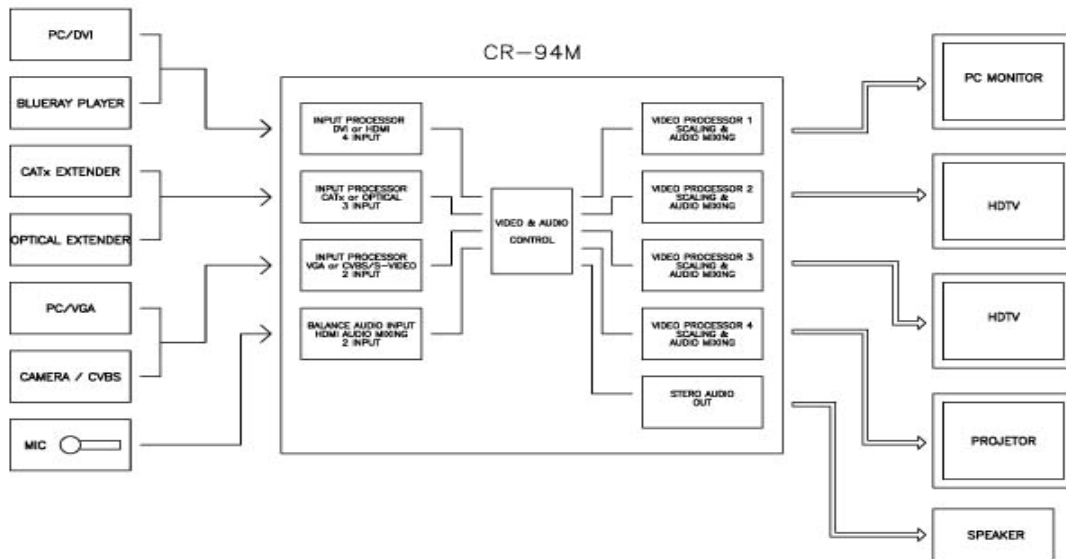 PC/DVI
BLUERAY PLAYER
CATx EXTENDER
OPTICAL EXTENDER
PC/VGA
CAMERA / CVBS
MIC
CR-94M
INPUT PROCESSOR
DVI or HDMI
4 INPUT
INPUT PROCESSOR
CATx or OPTICAL
3 INPUT
INPUT PROCESSOR
VGA or CVBS/S-VIDEO
2 INPUT
BALANCE AUDIO INPUT
HDMI AUDIO MIXING
2 INPUT
VIDEO & AUDIO
CONTROL
VIDEO PROCESSOR 1
SCALING &
AUDIO MIXING
VIDEO PROCESSOR 2
SCALING &
AUDIO MIXING
VIDEO PROCESSOR 3
SCALING &
AUDIO MIXING
VIDEO PROCESSOR 4
SCALING &
AUDIO MIXING
STERO AUDIO
OUT
PC MONITOR
HDTV
HDTV
PROJETOR
SPEAKER